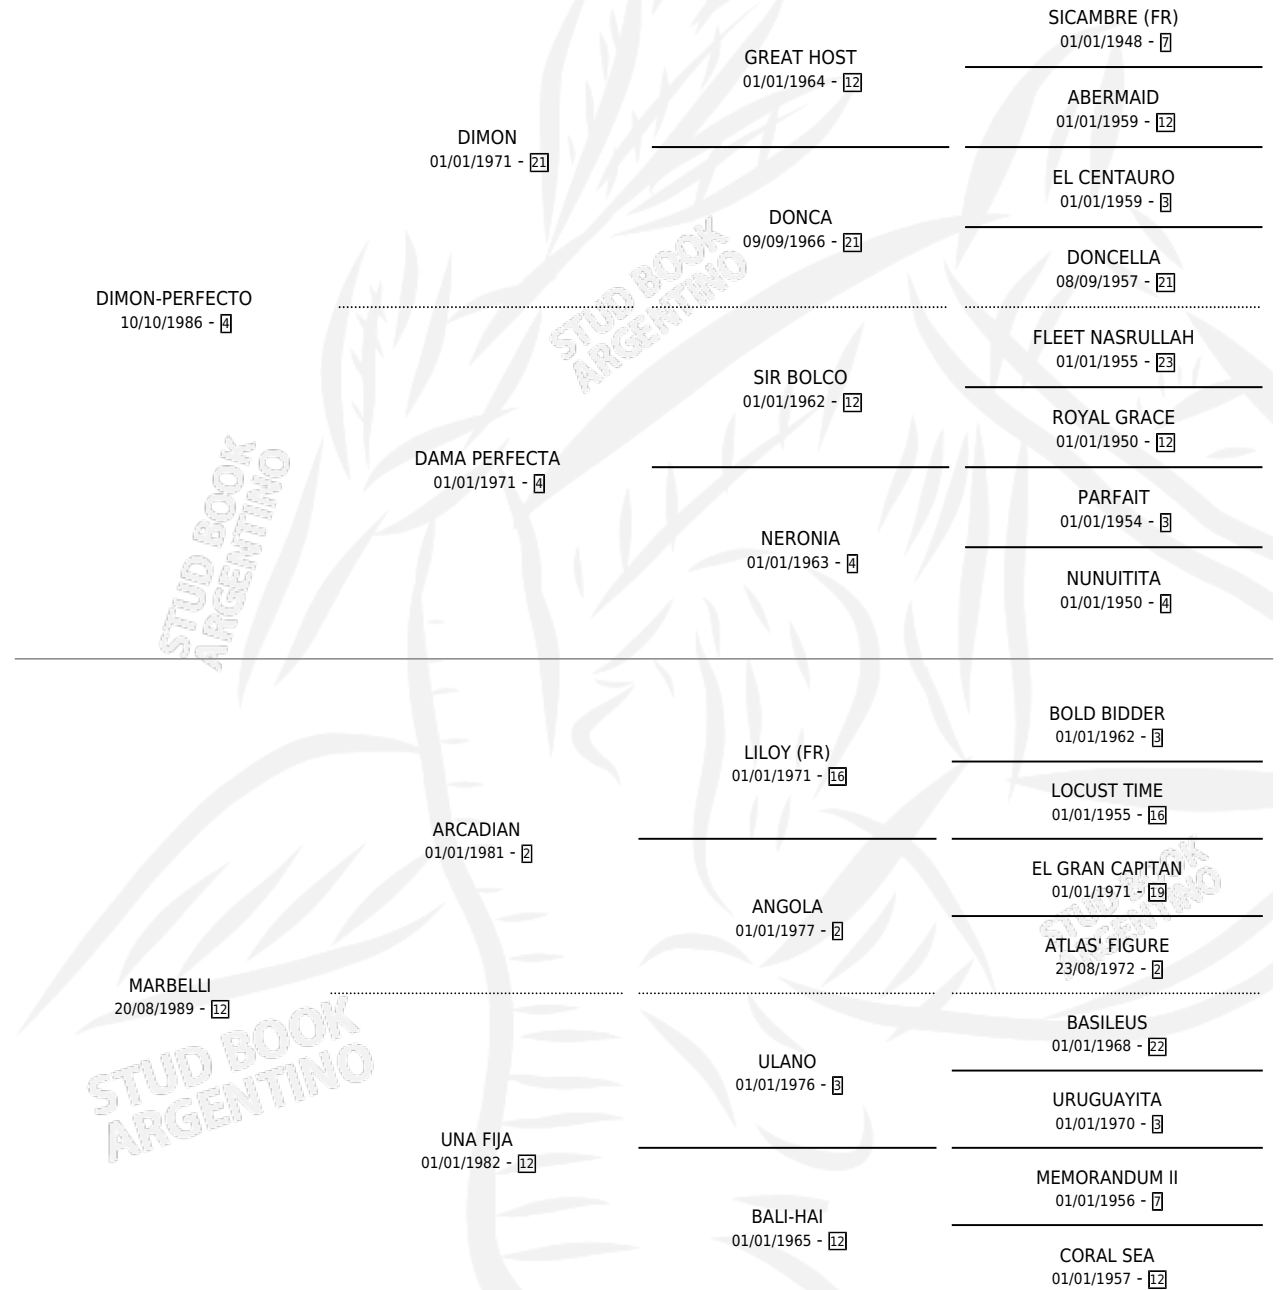 SICAMBRE (FR)
01/01/1948 - 7
GREAT HOST
01/01/1964 - 12
ABERMAID
01/01/1959 - 12
DIMON
01/01/1971 - 21
EL CENTAURO
01/01/1959 - 3
DONCA
09/09/1966 - 21
DONCELLA
08/09/1957 - 21
DIMON-PERFECTO
10/10/1986 - 4
FLEET NASRULLAH
01/01/1955 - 23
SIR BOLCO
01/01/1962 - 12
ROYAL GRACE
01/01/1950 - 12
DAMA PERFECTA
01/01/1971 - 4
PARFAIT
01/01/1954 - 3
NERONIA
01/01/1963 - 4
NUNUITITA
01/01/1950 - 4
STUD BOOK
ARGENTINO
STUD BOOK
ARGENTINO
BOLD BIDDER
01/01/1962 - 3
LILOY (FR)
01/01/1971 - 16
LOCUST TIME
01/01/1955 - 16
ARCADIAN
01/01/1981 - 2
EL GRAN CAPITAN
01/01/1971 - 19
ANGOLA
01/01/1977 - 2
ATLAS' FIGURE
23/08/1972 - 2
STUD BOOK
ARGENTINO
MARBELLI
20/08/1989 - 12
BASILEUS
01/01/1968 - 22
ULANO
01/01/1976 - 3
URUGUAYITA
01/01/1970 - 3
UNA FIJA
01/01/1982 - 12
MEMORANDUM II
01/01/1956 - 7
BALI-HAI
01/01/1965 - 12
CORAL SEA
01/01/1957 - 12
STUD BOOK
ARGENTINO